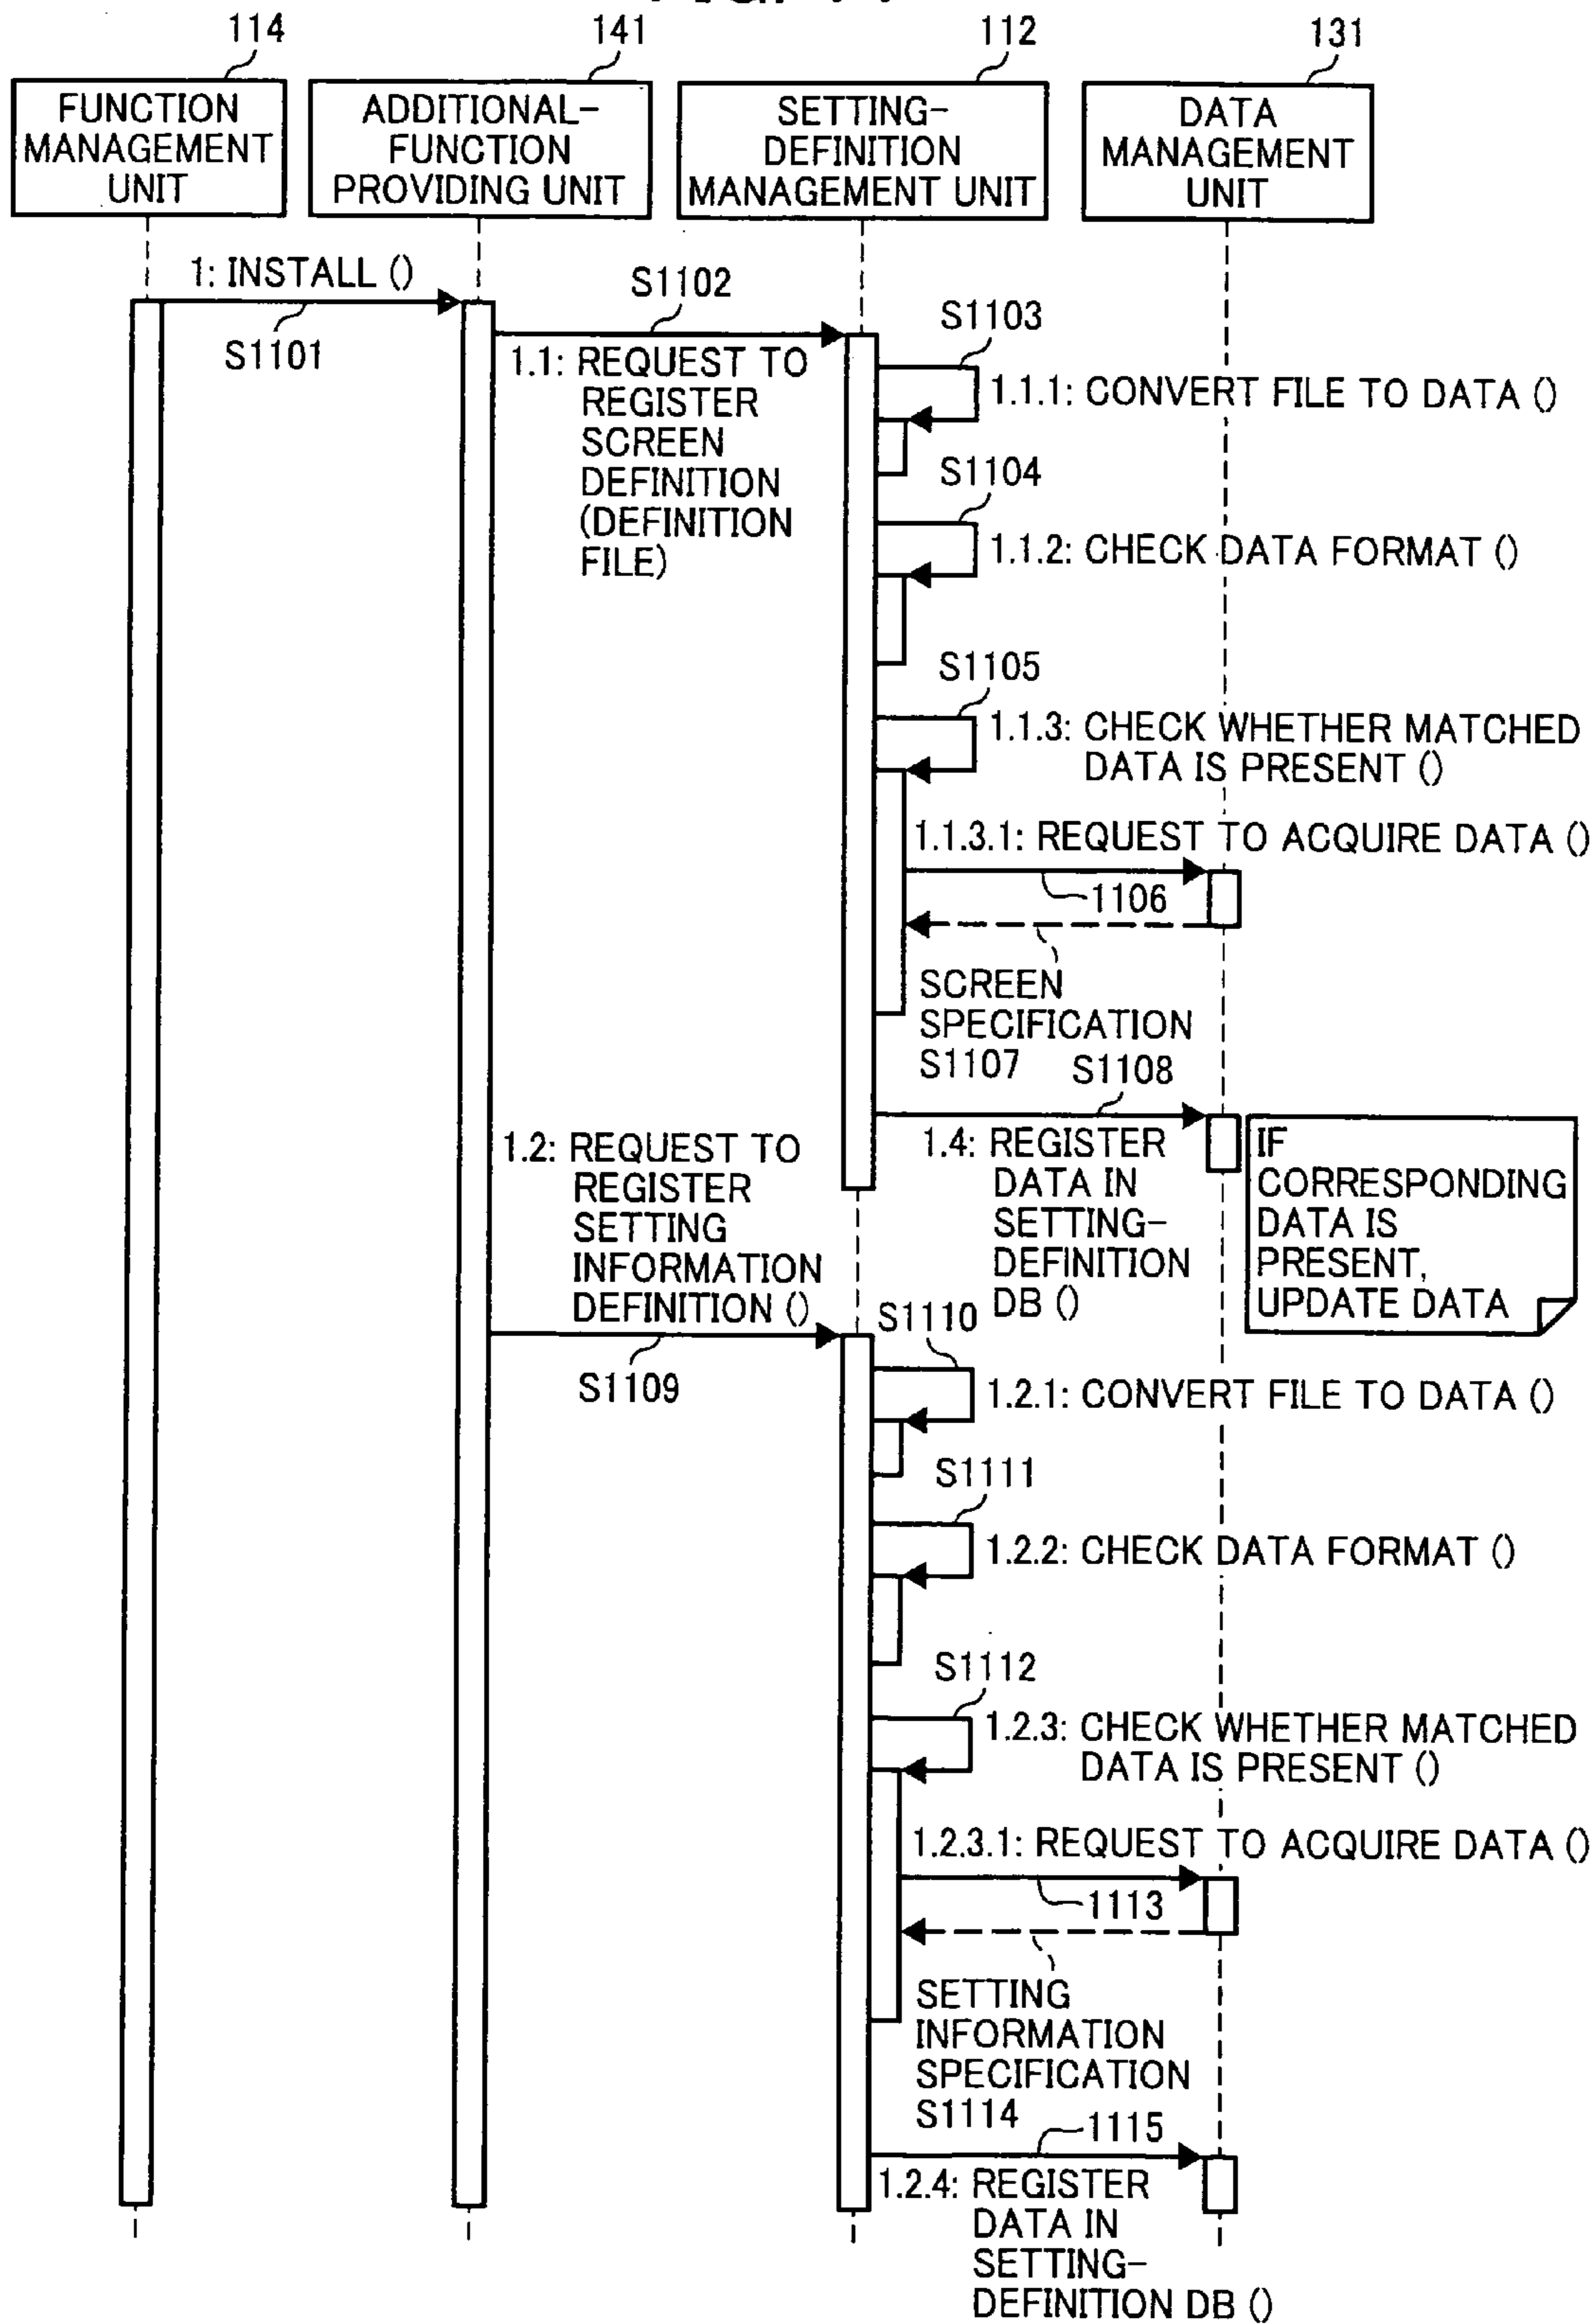 114
141
112
131
FUNCTION
MANAGEMENT
UNIT
ADDITIONAL-
FUNCTION
PROVIDING UNIT
SETTING-
DEFINITION
MANAGEMENT UNIT
DATA
MANAGEMENT
UNIT
1: INSTALL ()
S1101
S1102
1.1: REQUEST TO
REGISTER
SCREEN
DEFINITION
(DEFINITION
FILE)
S1103
1.1.1: CONVERT FILE TO DATA ()
S1104
1.1.2: CHECK DATA FORMAT ()
S1105
1.1.3: CHECK WHETHER MATCHED
DATA IS PRESENT ()
1.1.3.1: REQUEST TO ACQUIRE DATA ()
1106
SCREEN
SPECIFICATION
S1107
S1108
1.4: REGISTER
DATA IN
SETTING-
DEFINITION
DB ()
IF
CORRESPONDING
DATA IS
PRESENT,
UPDATE DATA
1.2: REQUEST TO
REGISTER
SETTING
INFORMATION
DEFINITION ()
S1109
S1110
1.2.1: CONVERT FILE TO DATA ()
S1111
1.2.2: CHECK DATA FORMAT ()
S1112
1.2.3: CHECK WHETHER MATCHED
DATA IS PRESENT ()
1.2.3.1: REQUEST TO ACQUIRE DATA ()
1113
SETTING
INFORMATION
SPECIFICATION
S1114
1115
1.2.4: REGISTER
DATA IN
SETTING-
DEFINITION DB ()